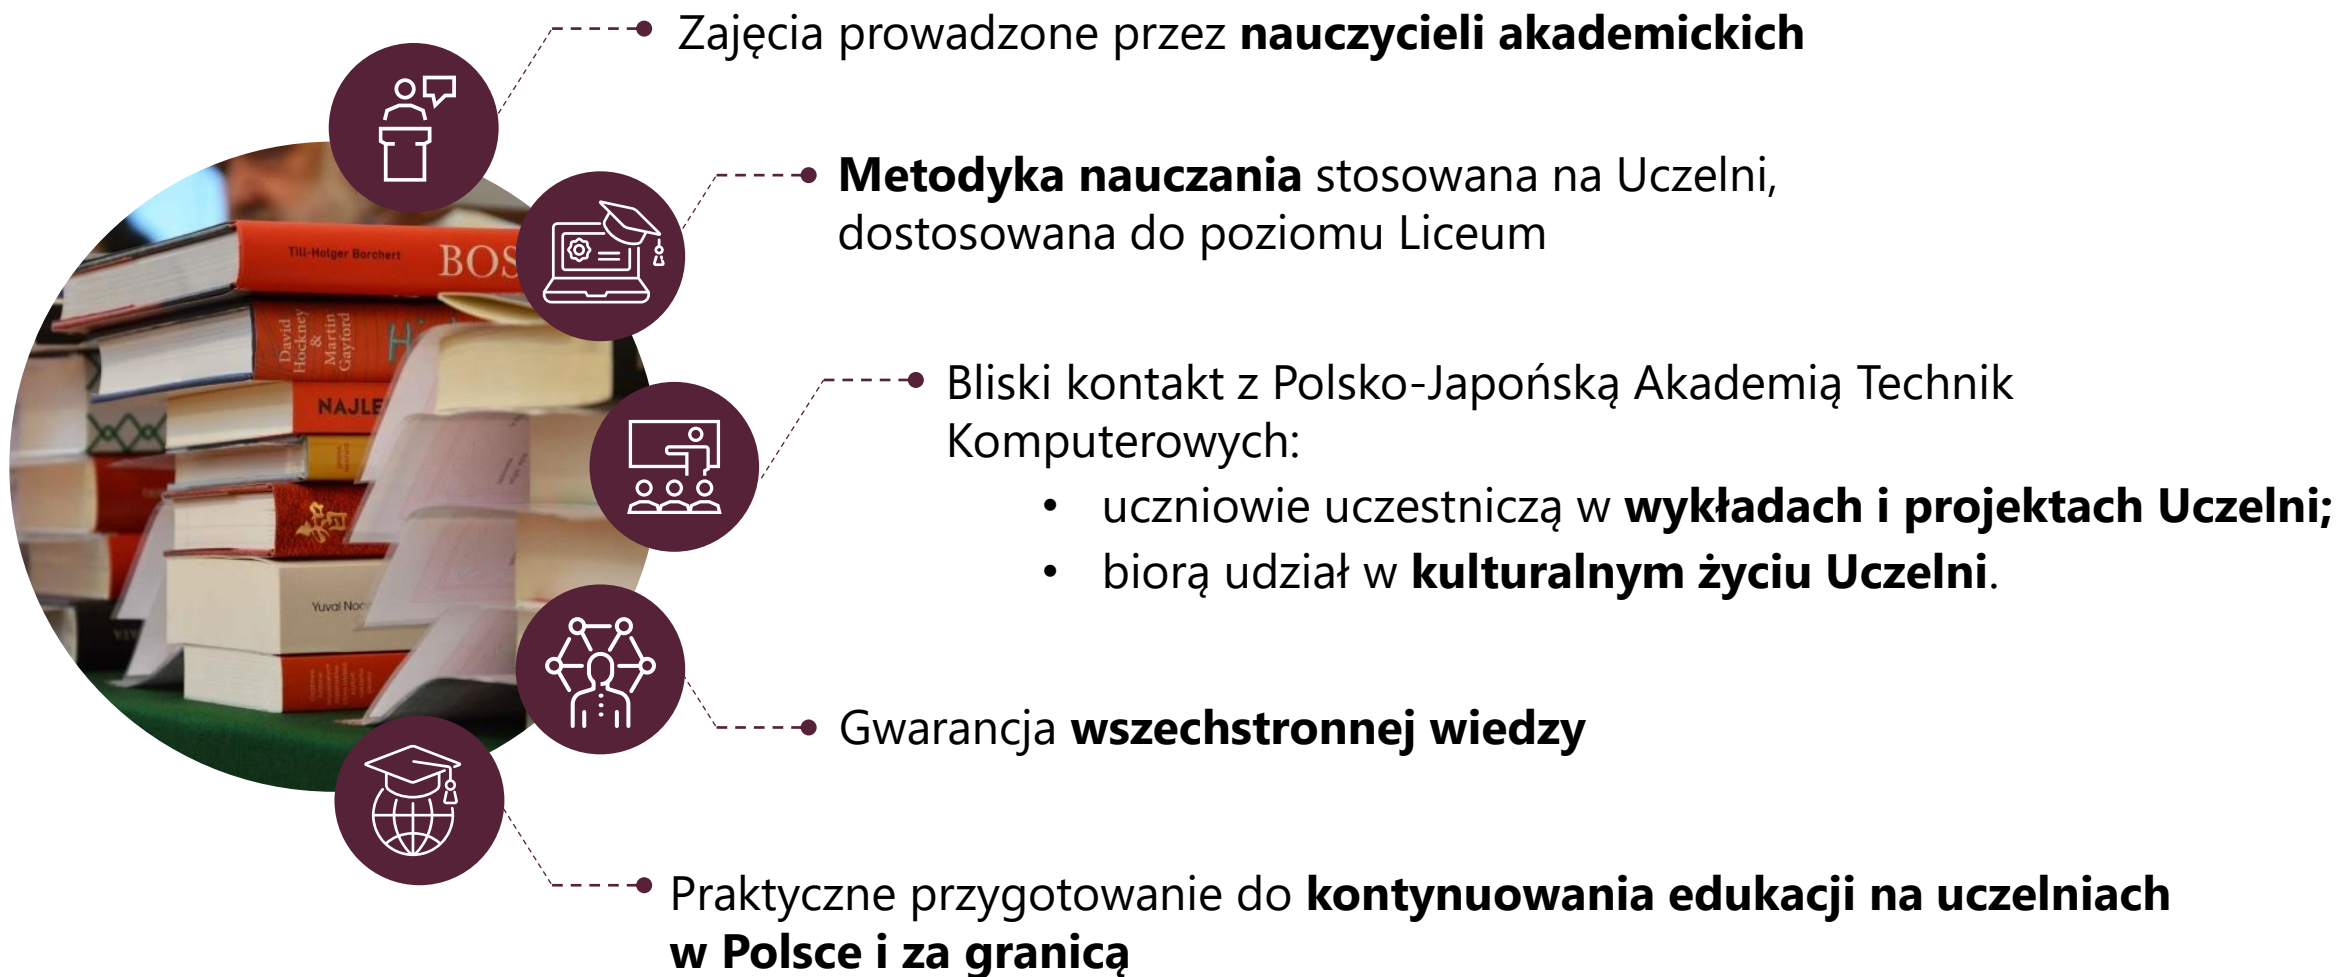 Zajęcia prowadzone przez nauczycieli akademickich
Metodyka nauczania stosowana na Uczelni,
dostosowana do poziomu Liceum
Bliski kontakt z Polsko-Japońską Akademią Technik
Komputerowych:
• uczniowie uczestniczą w wykładach i projektach Uczelni;
• biorą udział w kulturalnym życiu Uczelni.
Gwarancja wszechstronnej wiedzy
Praktyczne przygotowanie do kontynuowania edukacji na uczelniach
w Polsce i za granicą
Till-Holger Borchert
BOS
David
Hockney
&
Martin
Gayford
NAJLE
智
Yuval Noa